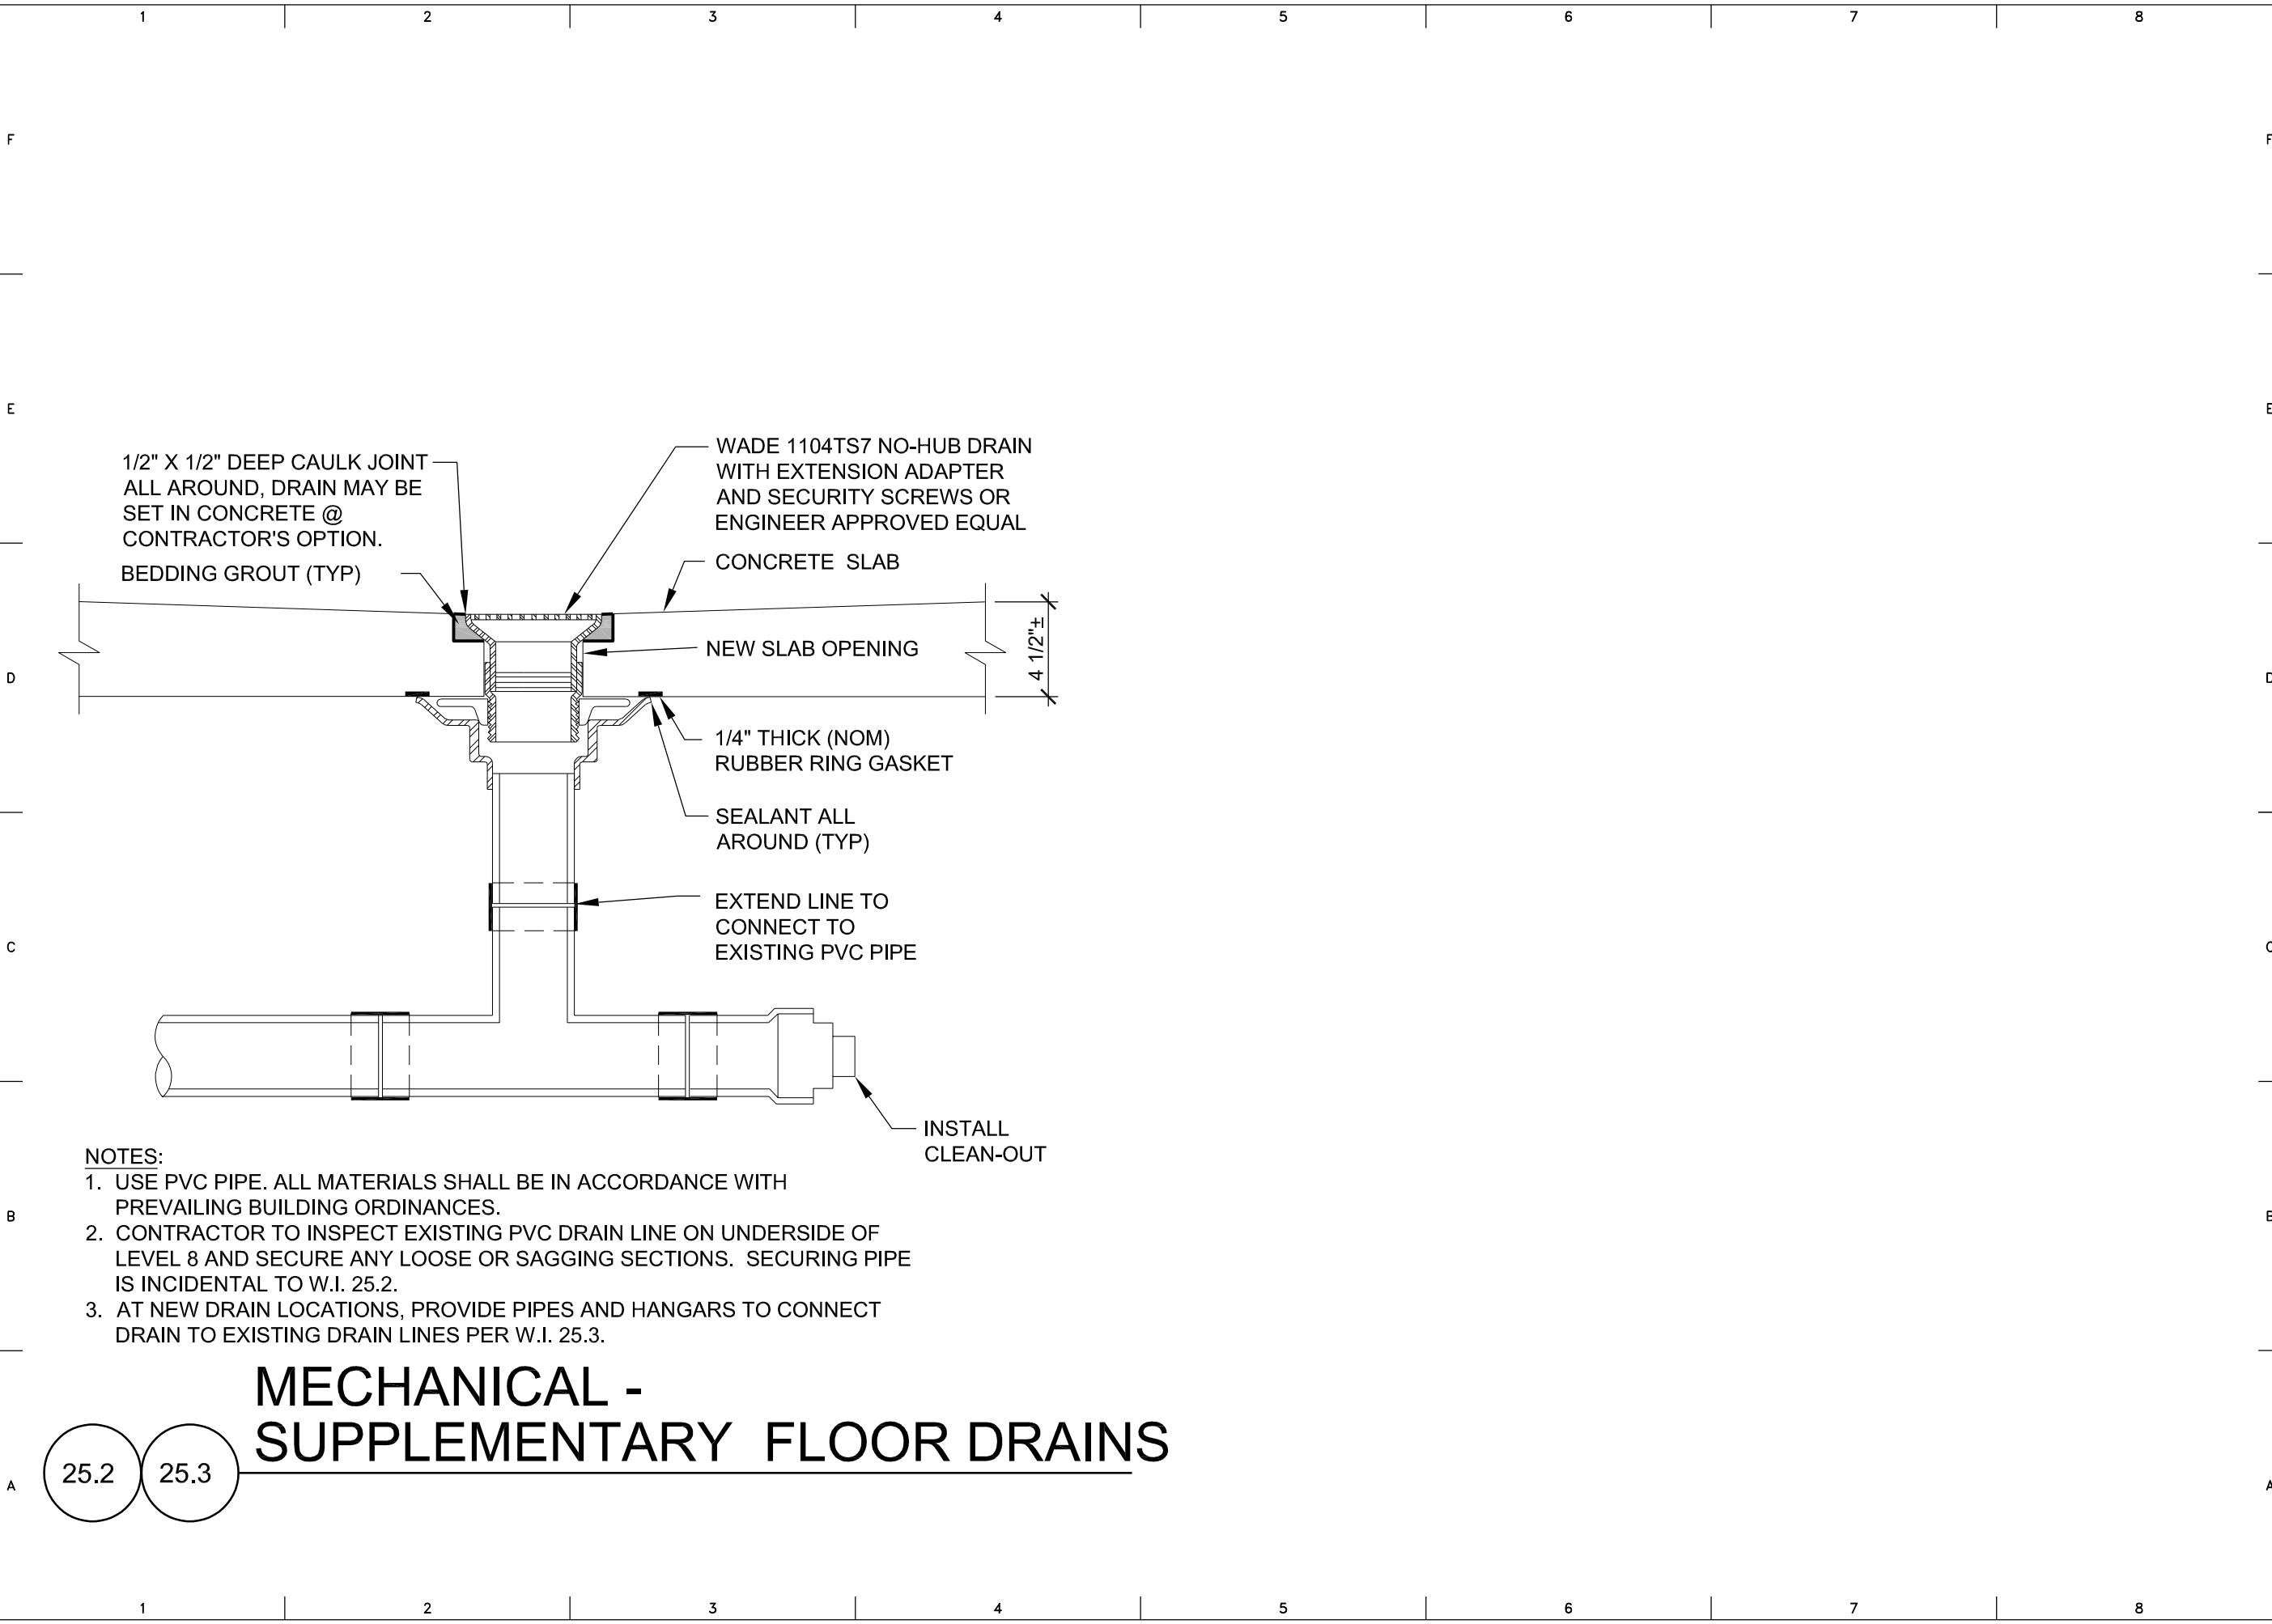 1 2 3 4 5 6 7 8
F F
E E
1/2" X 1/2" DEEP CAULK JOINT
ALL AROUND, DRAIN MAY BE
SET IN CONCRETE @
CONTRACTOR'S OPTION.
BEDDING GROUT (TYP)
WADE 1104TS7 NO-HUB DRAIN
WITH EXTENSION ADAPTER
AND SECURITY SCREWS OR
ENGINEER APPROVED EQUAL
CONCRETE SLAB
NEW SLAB OPENING
4 1/2"±
D D
1/4" THICK (NOM)
RUBBER RING GASKET
SEALANT ALL
AROUND (TYP)
EXTEND LINE TO
CONNECT TO
EXISTING PVC PIPE
C C
INSTALL
CLEAN-OUT
NOTES:
1. USE PVC PIPE. ALL MATERIALS SHALL BE IN ACCORDANCE WITH
PREVAILING BUILDING ORDINANCES.
B B
2. CONTRACTOR TO INSPECT EXISTING PVC DRAIN LINE ON UNDERSIDE OF
LEVEL 8 AND SECURE ANY LOOSE OR SAGGING SECTIONS. SECURING PIPE
IS INCIDENTAL TO W.I. 25.2.
3. AT NEW DRAIN LOCATIONS, PROVIDE PIPES AND HANGARS TO CONNECT
DRAIN TO EXISTING DRAIN LINES PER W.I. 25.3.
MECHANICAL -
SUPPLEMENTARY FLOOR DRAINS
25.2 25.3
A A
1 2 3 4 5 6 7 8